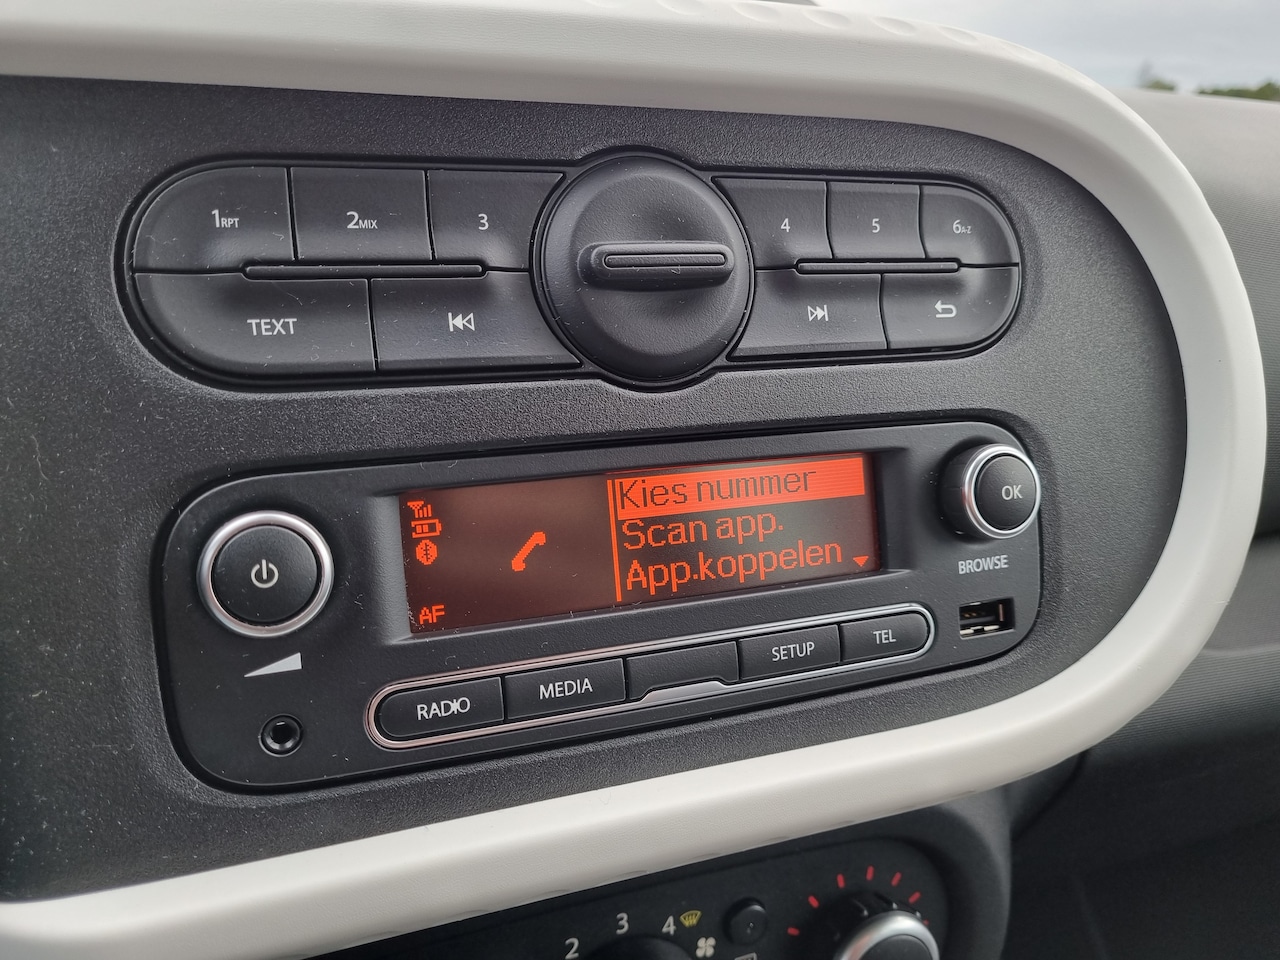 1RPT 2MIX 3 4 5 6A-Z
TEXT
Kies nummer
Scan app.
App.koppelen
AF
OK
BROWSE
RADIO MEDIA SETUP TEL
2 3 4